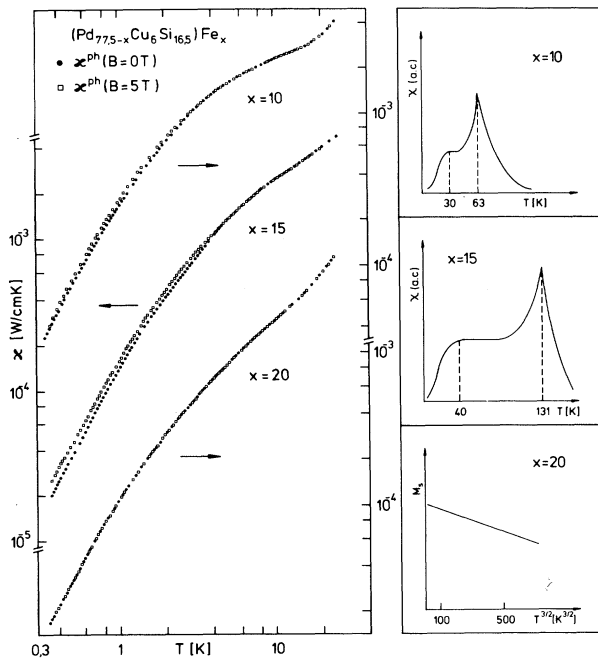 (Pd77,5-xCu6Si16,5)Fex
• ϰph(B=0T)
□ ϰph(B=5T)
x=10
x=15
x=20
ϰ [W/cmK]
10-3
10-4
10-5
10-3
10-4
10-3
10-4
0,3
1
T [K]
10
χ (a.c)
x=10
30
63
T [K]
χ (a.c)
x=15
40
131
T [K]
Ms
x=20
100
500
T3/2[K3/2]